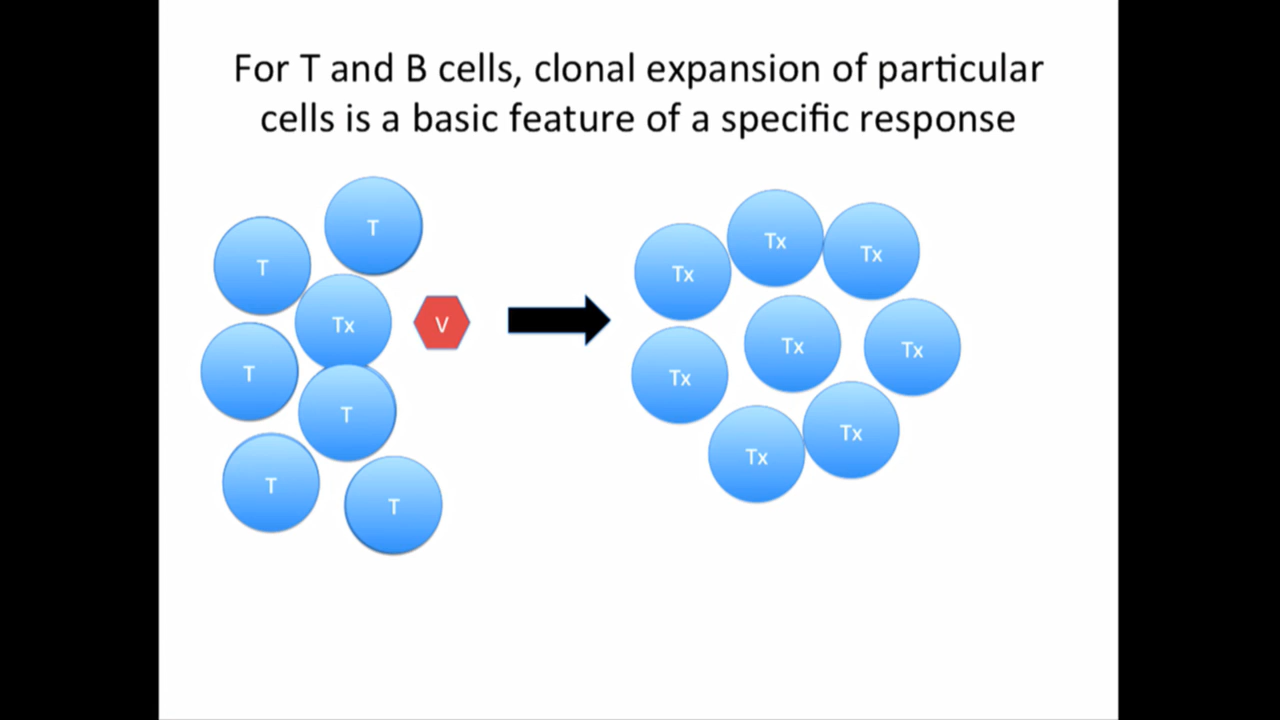 For T and B cells, clonal expansion of particular
cells is a basic feature of a specific response
T
T
Tx
V
T
T
T
T
Tx
Tx
Tx
Tx
Tx
Tx
Tx
Tx